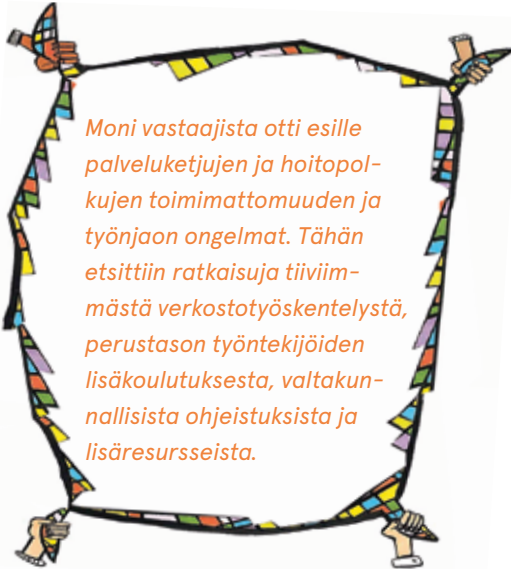 Moni vastaajista otti esille
palveluketjujen ja hoitopol-
kujen toimimattomuuden ja
työnjaon ongelmat. Tähän
etsittiin ratkaisuja tiiviim-
mästä verkostotyöskentelystä,
perustason työntekijöiden
lisäkoulutuksesta, valtakun-
nallisista ohjeistuksista ja
lisäresursseista.